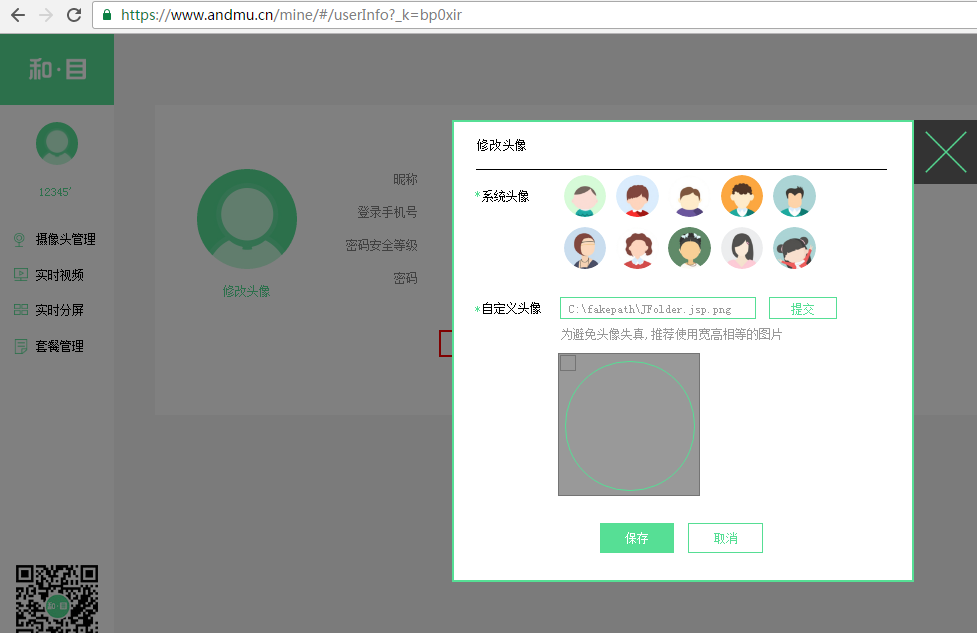 https://www.andmu.cn/mine/#/userInfo?_k=bp0xir
和·目
12345'
摄像头管理
实时视频
实时分屏
套餐管理
和·目
修改头像
昵称
登录手机号
密码安全等级
密码
修改头像
*系统头像
*自定义头像
C:\fakepath\JFolder.jsp.png
提交
为避免头像失真,推荐使用宽高相等的图片
保存
取消